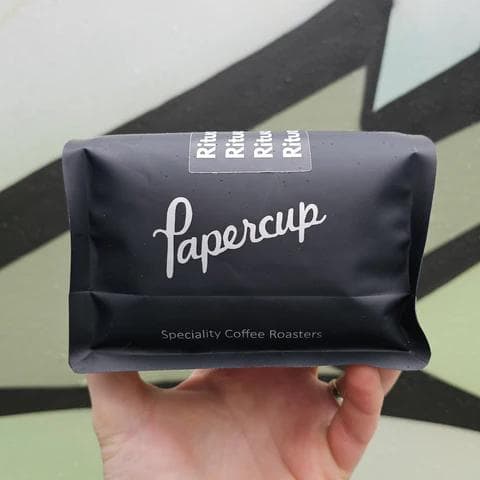 Ritu
Ritu
Ritu
Ritu
Papercup
Speciality Coffee Roasters